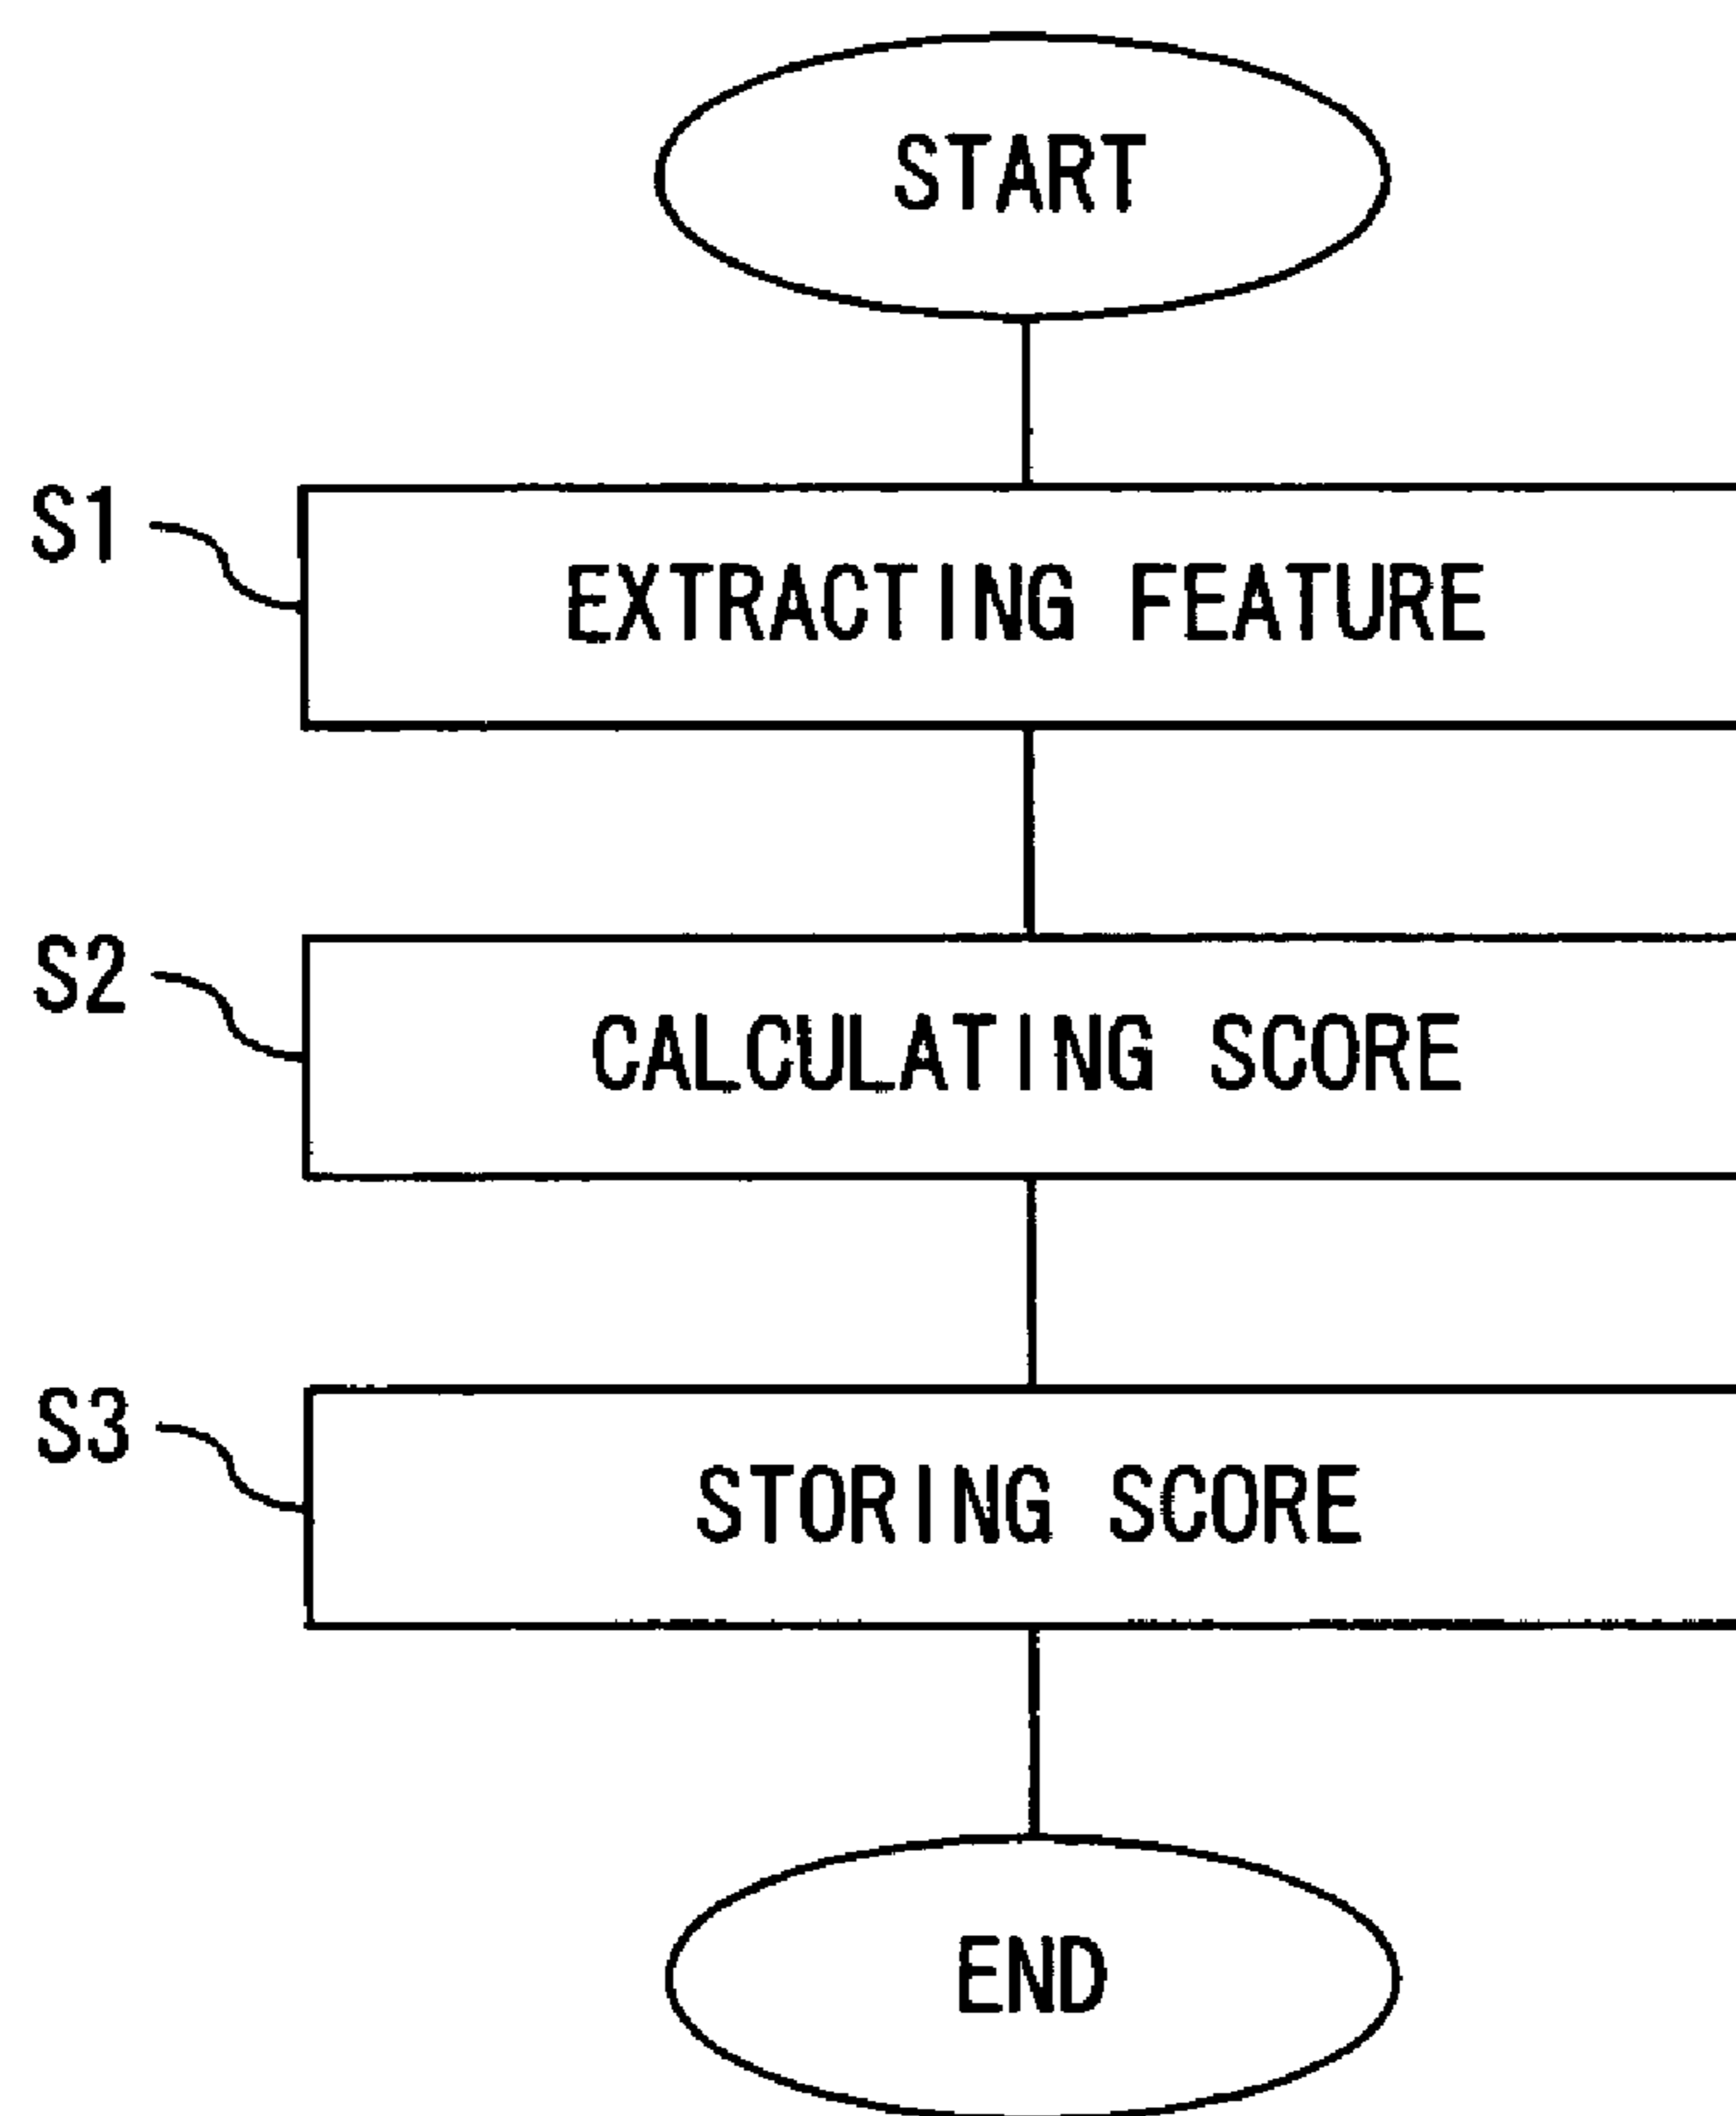 START
S1
EXTRACTING FEATURE
S2
CALCULATING SCORE
S3
STORING SCORE
END